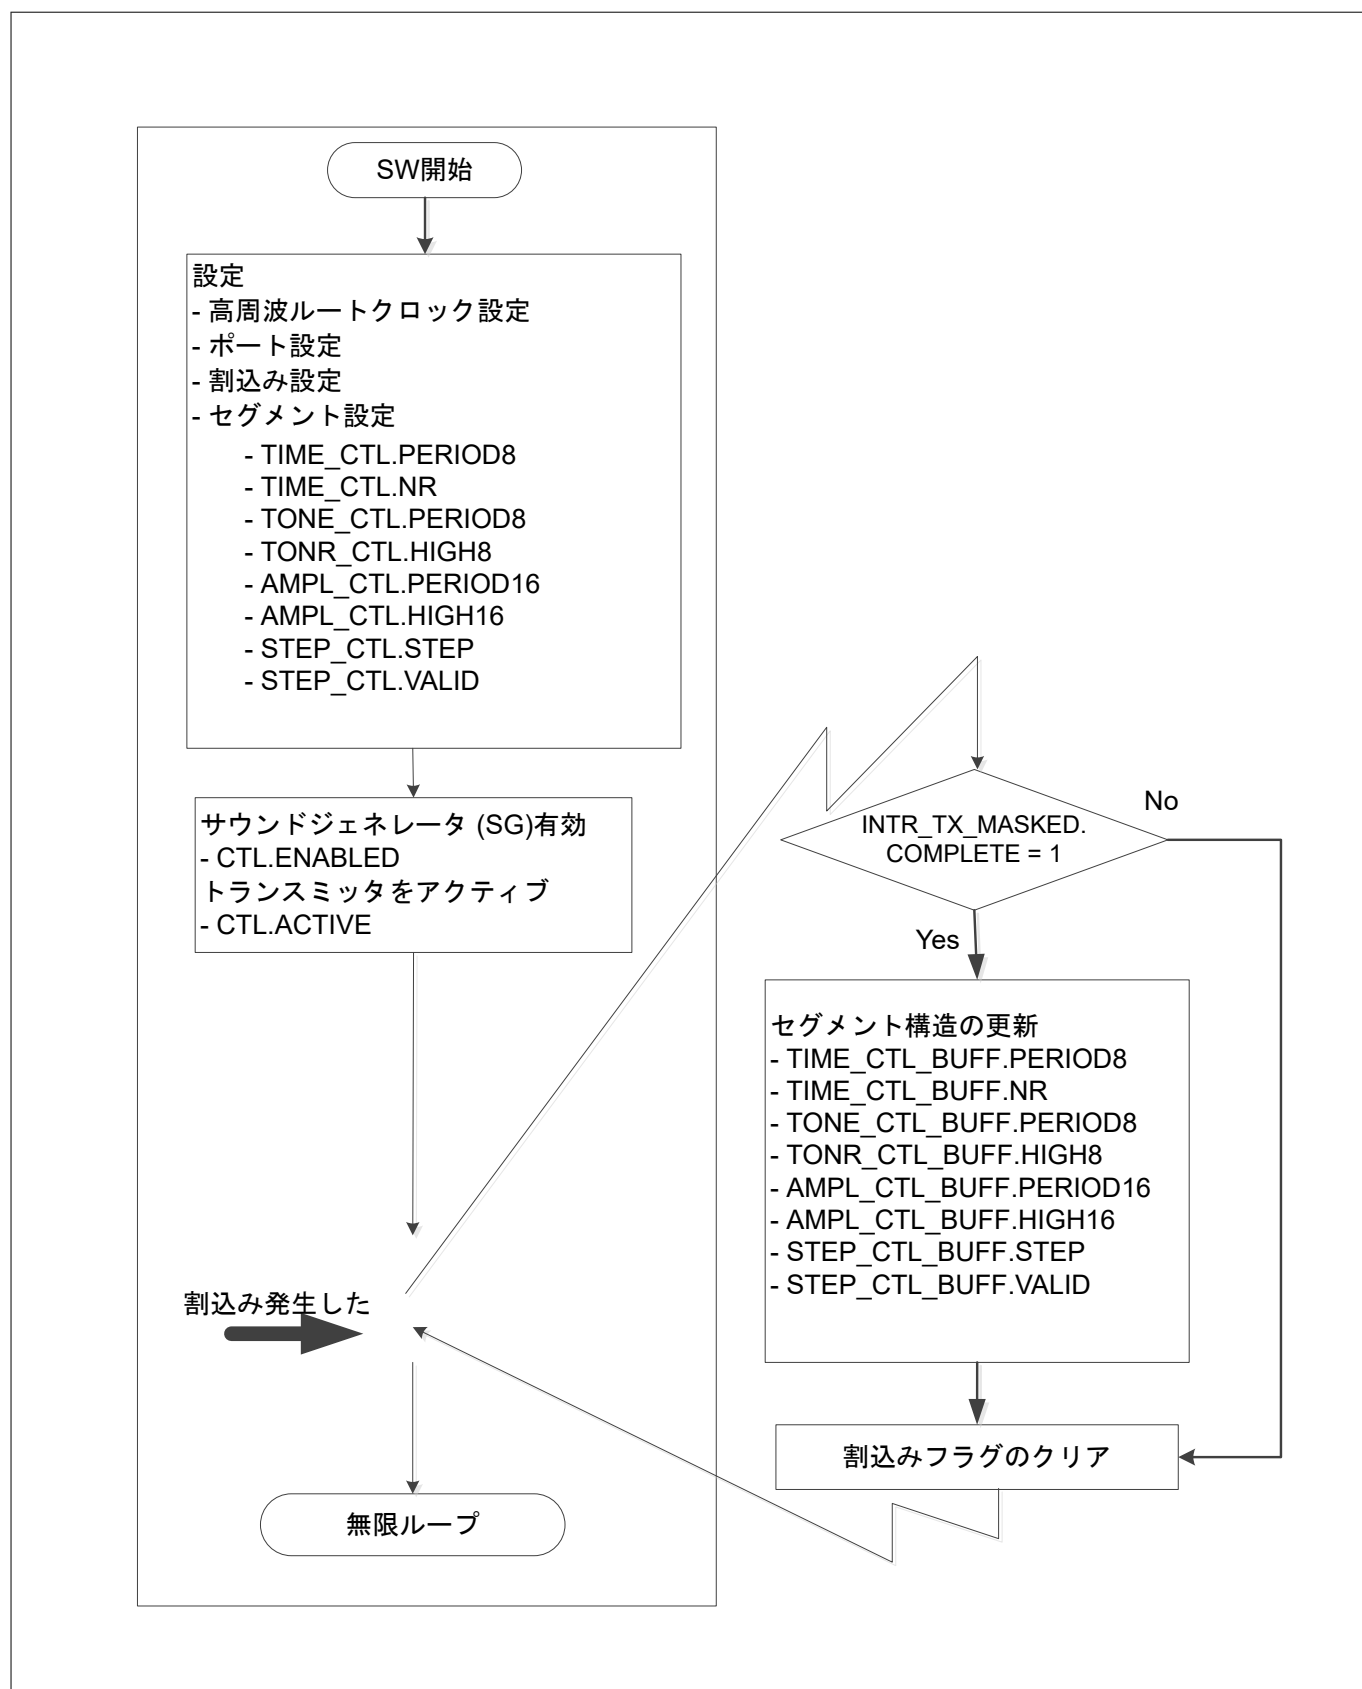 SW開始
設定
- 高周波ルートクロック設定
- ポート設定
- 割込み設定
- セグメント設定
- TIME_CTL.PERIOD8
- TIME_CTL.NR
- TONE_CTL.PERIOD8
- TONR_CTL.HIGH8
- AMPL_CTL.PERIOD16
- AMPL_CTL.HIGH16
- STEP_CTL.STEP
- STEP_CTL.VALID
サウンドジェネレータ (SG)有効
- CTL.ENABLED
トランスミッタをアクティブ
- CTL.ACTIVE
割込み発生した
無限ループ
INTR_TX_MASKED.
COMPLETE = 1
No
Yes
セグメント構造の更新
- TIME_CTL_BUFF.PERIOD8
- TIME_CTL_BUFF.NR
- TONE_CTL_BUFF.PERIOD8
- TONR_CTL_BUFF.HIGH8
- AMPL_CTL_BUFF.PERIOD16
- AMPL_CTL_BUFF.HIGH16
- STEP_CTL_BUFF.STEP
- STEP_CTL_BUFF.VALID
割込みフラグのクリア